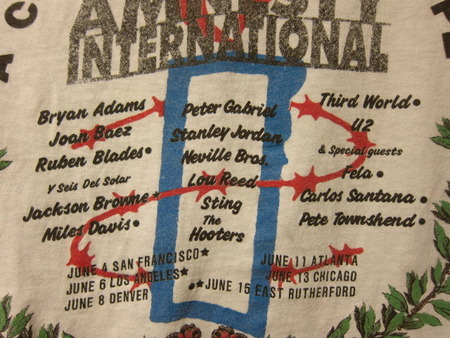 AMNESTY
INTERNATIONAL
Bryan Adams
Joan Baez
Ruben Blades •
Y Seis Del Solar
Jackson Browne ★
Miles Davis •
Peter Gabriel
Stanley Jordan
Neville Bros.
Lou Reed
Sting
The
Hooters
Third World •
U2
& Special guests
Fela •
Carlos Santana •
Pete Townshend •
JUNE 4 SAN FRANCISCO ★
JUNE 6 LOS ANGELES ★
JUNE 8 DENVER
JUNE 11 ATLANTA
JUNE 13 CHICAGO
• ★ JUNE 15 EAST RUTHERFORD